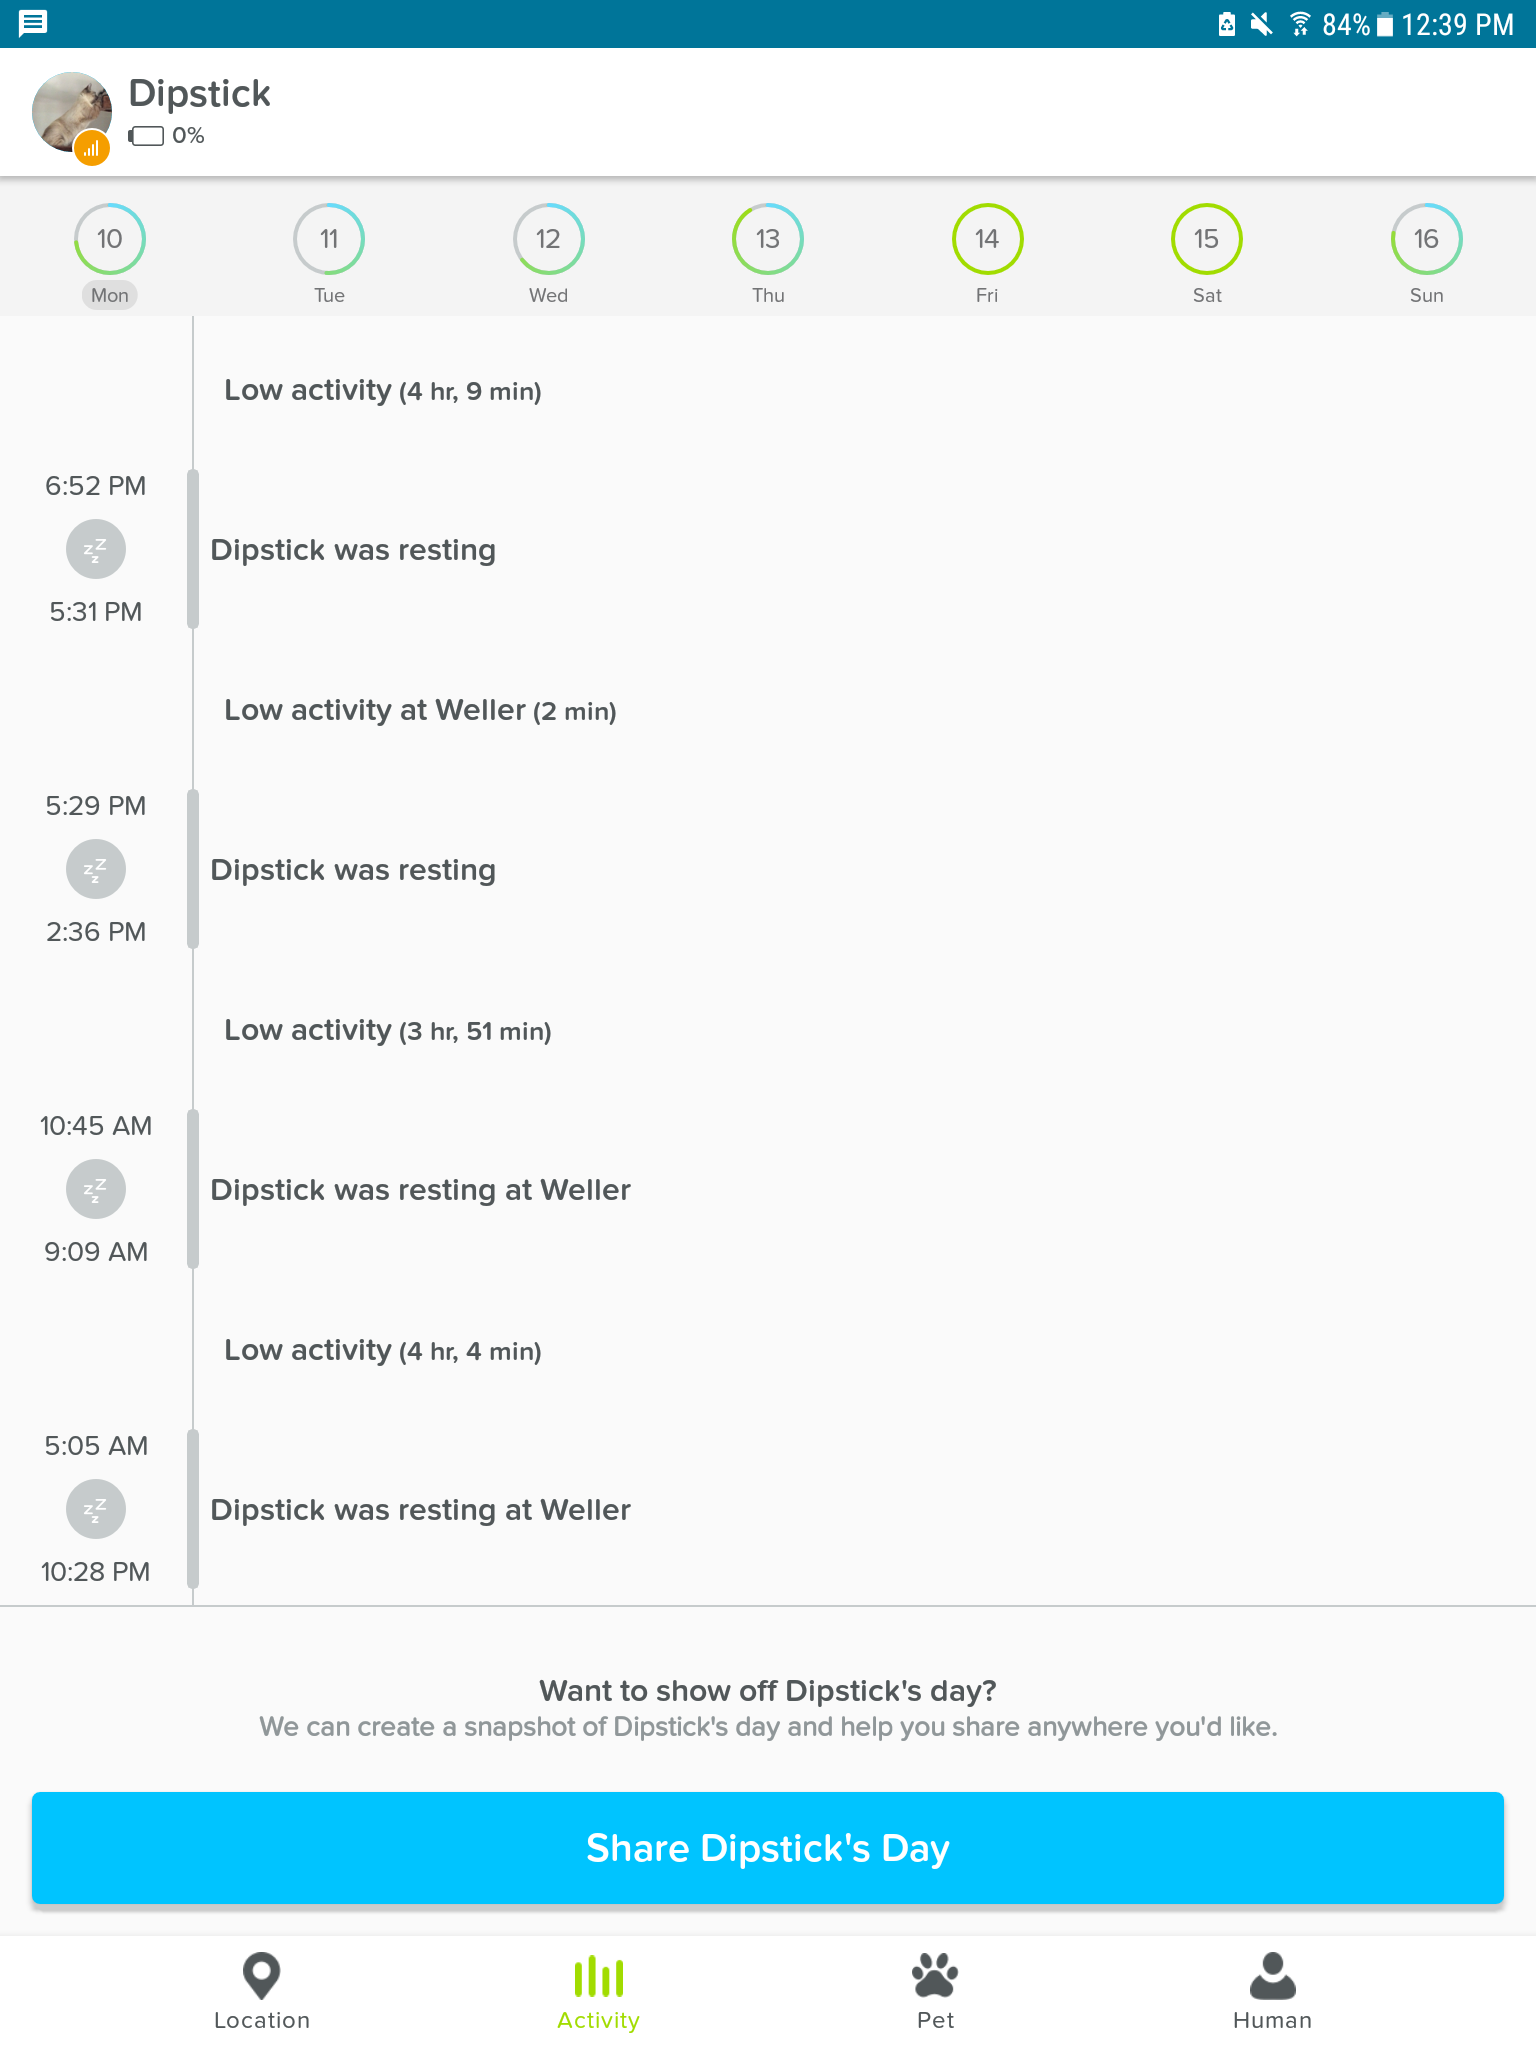 84% 12:39 PM
Dipstick
0%
10 11 12 13 14 15 16
Mon Tue Wed Thu Fri Sat Sun
Low activity (4 hr, 9 min)
6:52 PM
zzz
Dipstick was resting
5:31 PM
Low activity at Weller (2 min)
5:29 PM
zzz
Dipstick was resting
2:36 PM
Low activity (3 hr, 51 min)
10:45 AM
zzz
Dipstick was resting at Weller
9:09 AM
Low activity (4 hr, 4 min)
5:05 AM
zzz
Dipstick was resting at Weller
10:28 PM
Want to show off Dipstick's day?
We can create a snapshot of Dipstick's day and help you share anywhere you'd like.
Share Dipstick's Day
Location Activity Pet Human